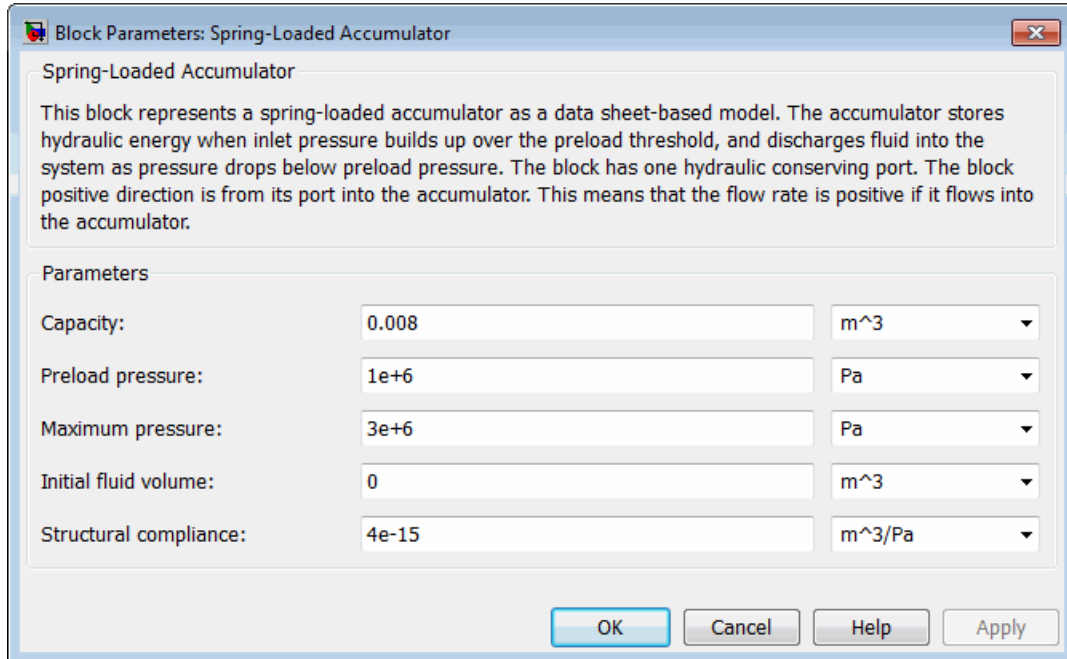 Block Parameters: Spring-Loaded Accumulator
Spring-Loaded Accumulator
This block represents a spring-loaded accumulator as a data sheet-based model. The accumulator stores
hydraulic energy when inlet pressure builds up over the preload threshold, and discharges fluid into the
system as pressure drops below preload pressure. The block has one hydraulic conserving port. The block
positive direction is from its port into the accumulator. This means that the flow rate is positive if it flows into
the accumulator.
Parameters
Capacity: 0.008 m^3
Preload pressure: 1e+6 Pa
Maximum pressure: 3e+6 Pa
Initial fluid volume: 0 m^3
Structural compliance: 4e-15 m^3/Pa
OK Cancel Help Apply